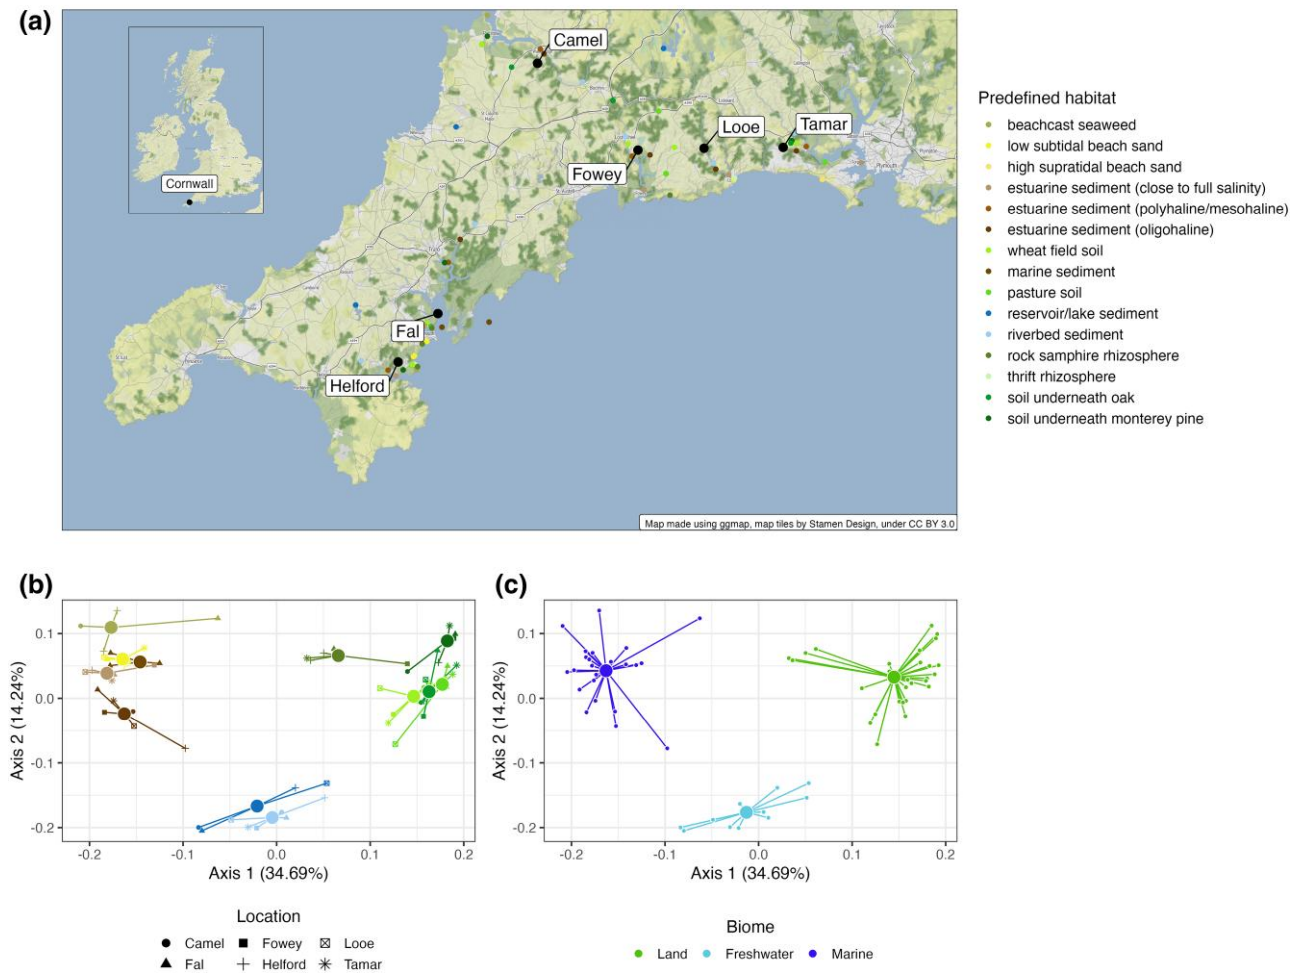 (a)
Camel
Looe
Tamar
Fowey
Cornwall
Fal
Helford
Map made using ggmap, map tiles by Stamen Design, under CC BY 3.0
Predefined habitat
beachcast seaweed
low subtidal beach sand
high supratidal beach sand
estuarine sediment (close to full salinity)
estuarine sediment (polyhaline/mesohaline)
estuarine sediment (oligohaline)
wheat field soil
marine sediment
pasture soil
reservoir/lake sediment
riverbed sediment
rock samphire rhizosphere
thrift rhizosphere
soil underneath oak
soil underneath monterey pine
(b)
Axis 2 (14.24%)
0.1
0.0
-0.1
-0.2
-0.2 -0.1 0.0 0.1 0.2
Axis 1 (34.69%)
Location
Camel Fowey Looe
Fal Helford Tamar
(c)
Axis 2 (14.24%)
0.1
0.0
-0.1
-0.2
-0.2 -0.1 0.0 0.1 0.2
Axis 1 (34.69%)
Biome
Land Freshwater Marine